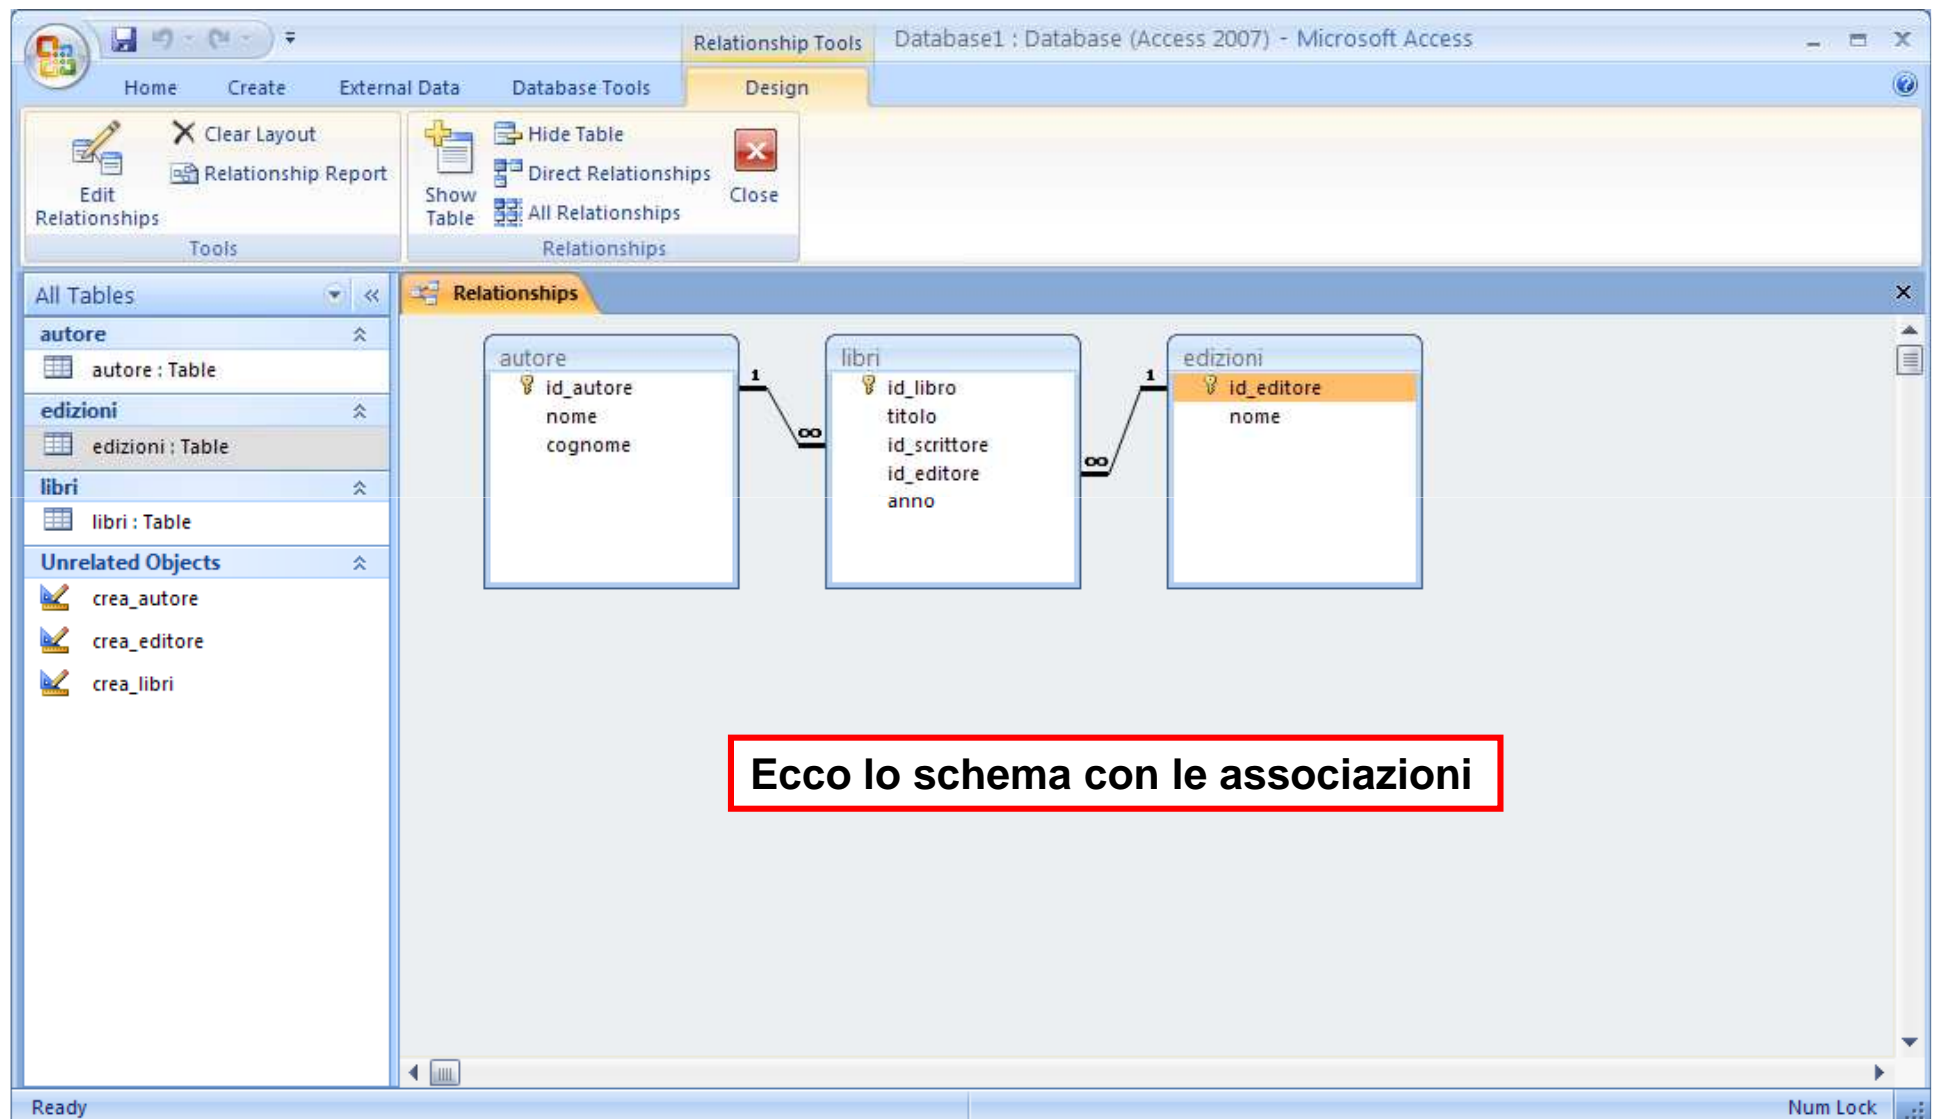 Relationship Tools
Database1 : Database (Access 2007) - Microsoft Access
Home Create External Data Database Tools Design
Edit Relationships
Clear Layout
Relationship Report
Tools
Show Table
Hide Table
Direct Relationships
All Relationships
Close
Relationships
All Tables
autore
autore : Table
edizioni
edizioni : Table
libri
libri : Table
Unrelated Objects
crea_autore
crea_editore
crea_libri
Relationships
autore
id_autore
nome
cognome
1
∞
libri
id_libro
titolo
id_scrittore
id_editore
anno
∞
1
edizioni
id_editore
nome
Ecco lo schema con le associazioni
Ready
Num Lock